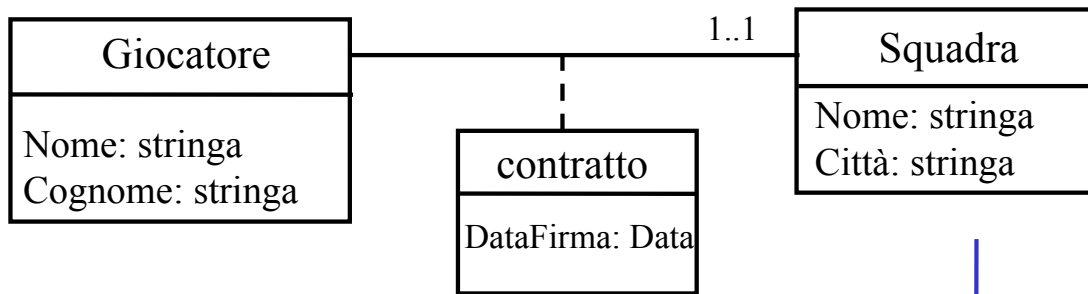 Giocatore
Nome: stringa
Cognome: stringa
1..1
contratto
DataFirma: Data
Squadra
Nome: stringa
Città: stringa